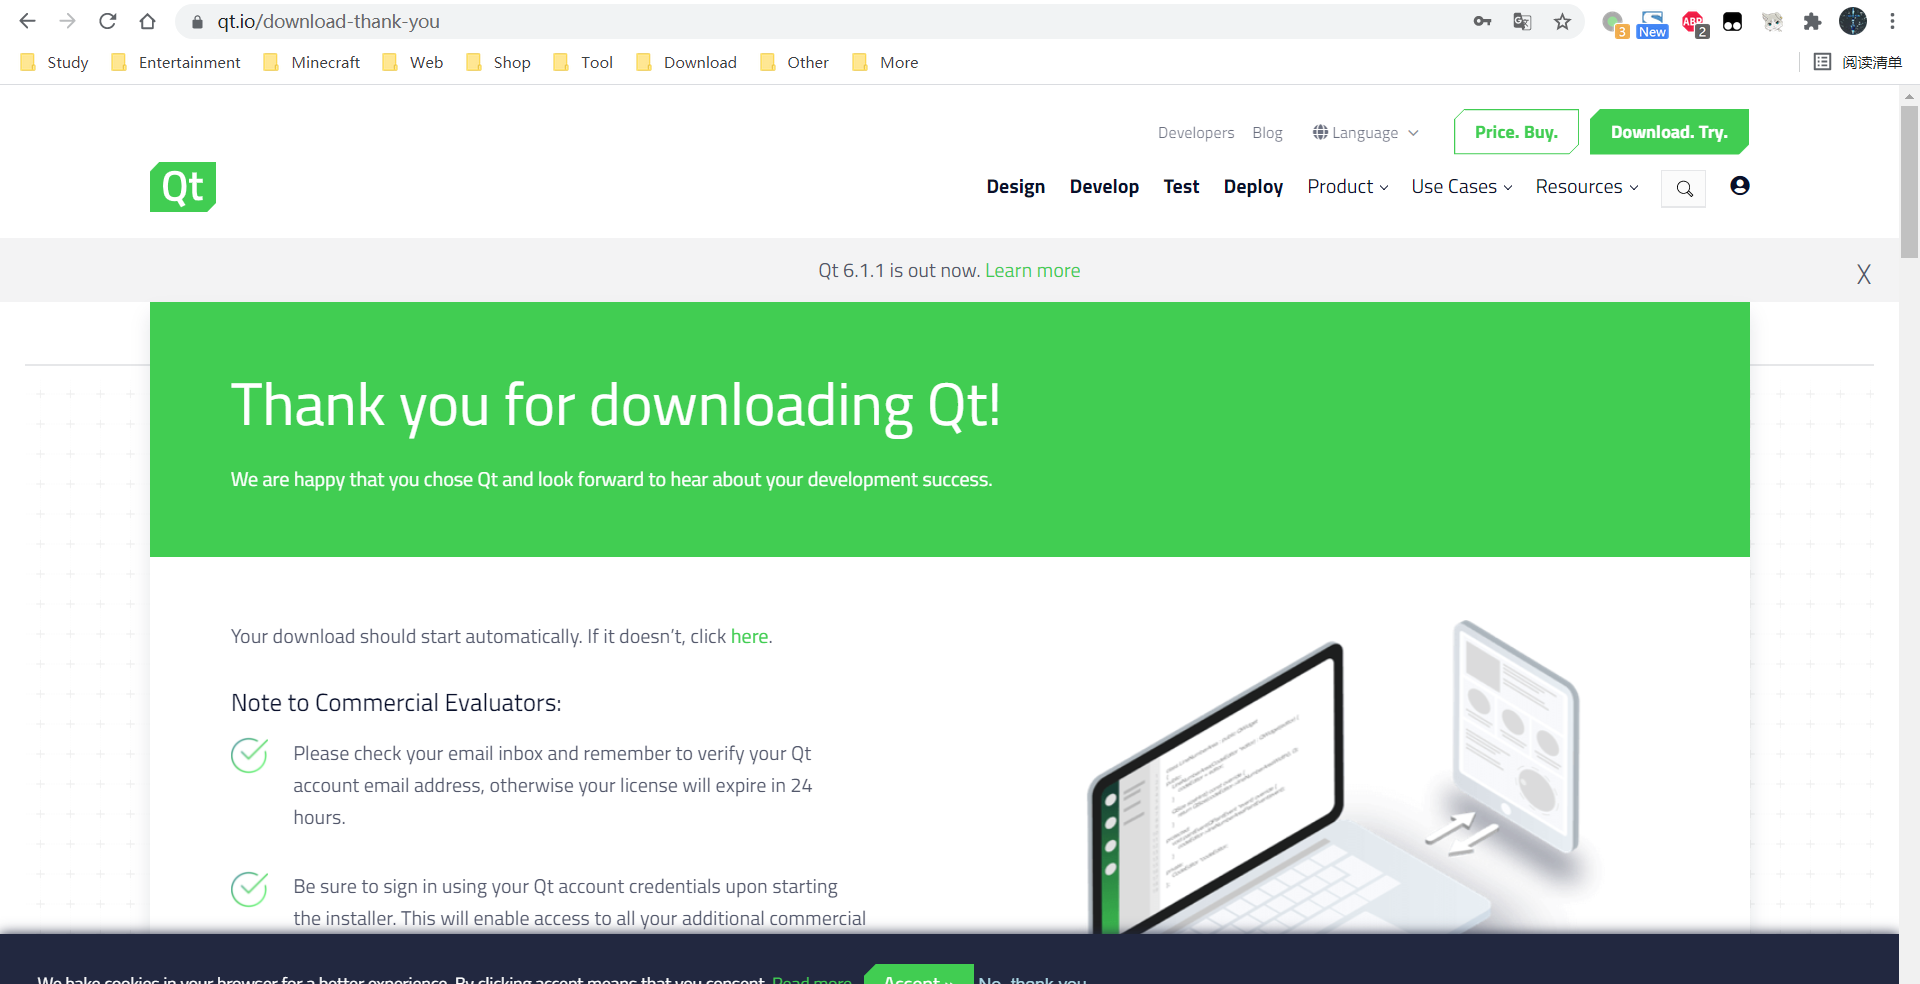 qt.io/download-thank-you
3 New ABP 2
Study Entertainment Minecraft Web Shop Tool Download Other More 阅读清单
Developers Blog Language Price. Buy. Download. Try.
Qt Design Develop Test Deploy Product Use Cases Resources
Qt 6.1.1 is out now. Learn more X
Thank you for downloading Qt!
We are happy that you chose Qt and look forward to hear about your development success.
Your download should start automatically. If it doesn’t, click here.
Note to Commercial Evaluators:
Please check your email inbox and remember to verify your Qt
account email address, otherwise your license will expire in 24
hours.
Be sure to sign in using your Qt account credentials upon starting
the installer. This will enable access to all your additional commercial
We bake cookies in your browser for a better experience. By clicking accept means that you consent. Read more Accept » No, thank you